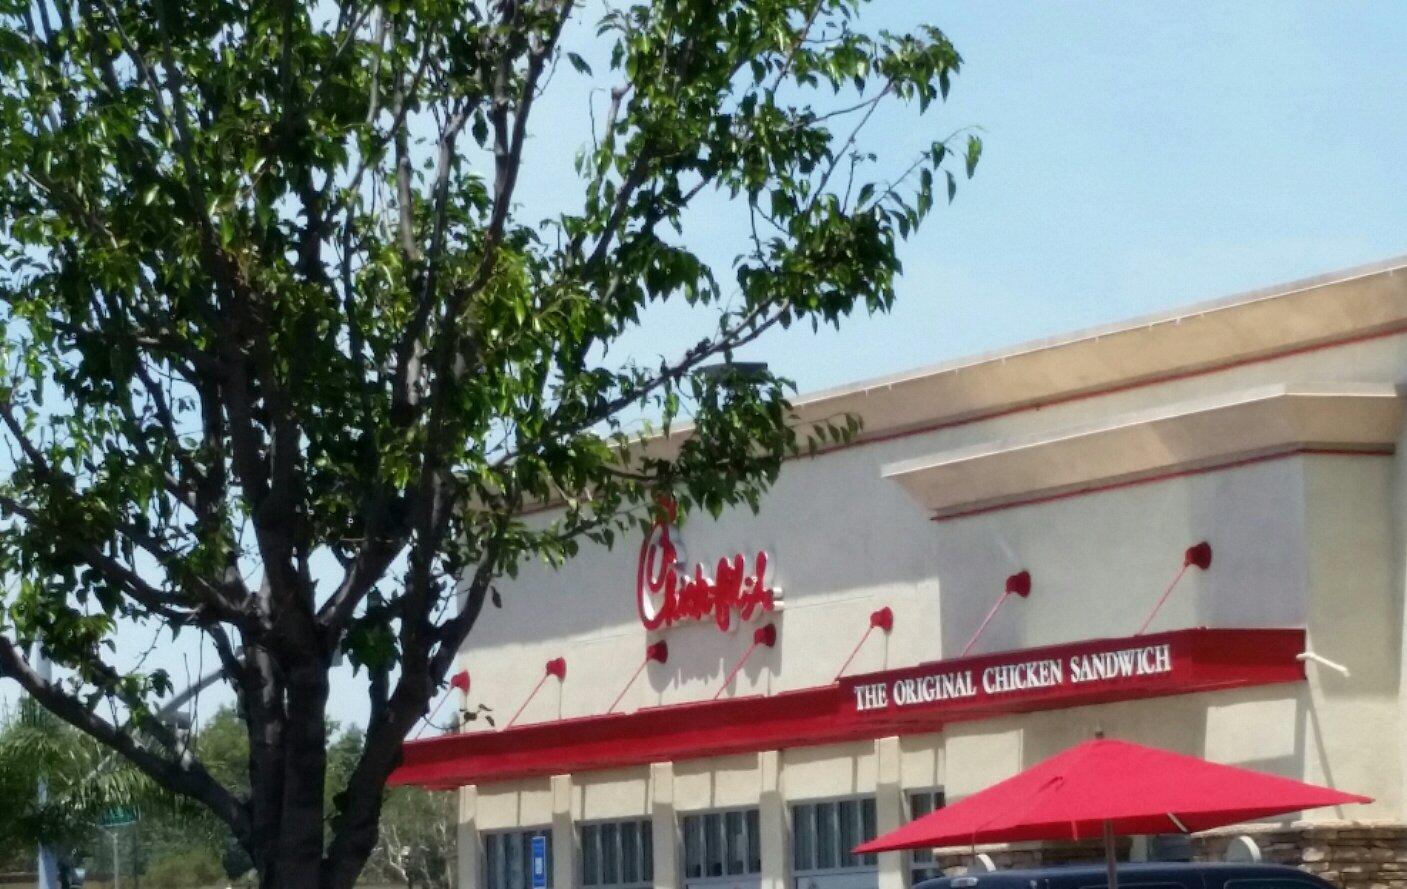 Chick-fil-A
THE ORIGINAL CHICKEN SANDWICH